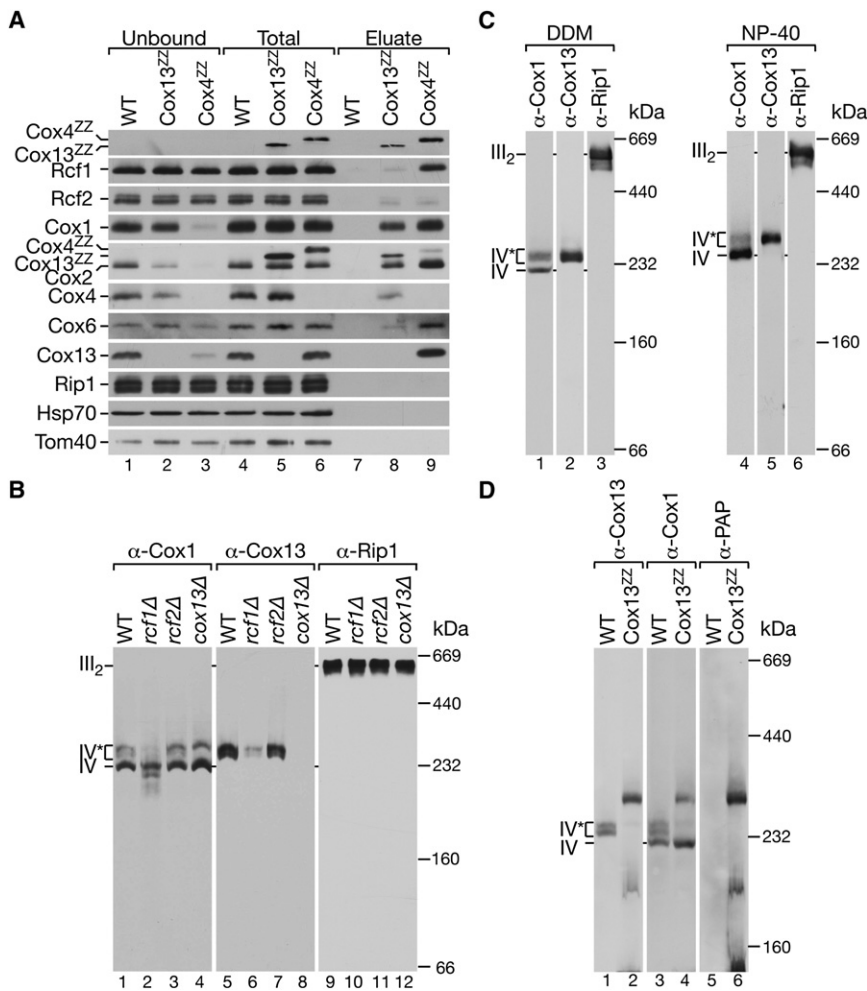 A
Unbound Total Eluate
WT Cox13ZZ Cox4ZZ WT Cox13ZZ Cox4ZZ WT Cox13ZZ Cox4ZZ
Cox4ZZ
Cox13ZZ
Rcf1
Rcf2
Cox1
Cox4ZZ
Cox13ZZ
Cox2
Cox4
Cox6
Cox13
Rip1
Hsp70
Tom40
1 2 3 4 5 6 7 8 9
B
α-Cox1 α-Cox13 α-Rip1
WT rcf1Δ rcf2Δ cox13Δ WT rcf1Δ rcf2Δ cox13Δ WT rcf1Δ rcf2Δ cox13Δ
kDa
III2
669
440
IV*
IV
232
160
66
1 2 3 4 5 6 7 8 9 10 11 12
C
DDM NP-40
α-Cox1 α-Cox13 α-Rip1 α-Cox1 α-Cox13 α-Rip1
kDa kDa
III2 669 III2 669
440 440
IV* IV*
IV 232 IV 232
160 160
66 66
1 2 3 4 5 6
D
α-Cox13 α-Cox1 α-PAP
WT Cox13ZZ WT Cox13ZZ WT Cox13ZZ
kDa
669
440
IV*
IV
232
160
1 2 3 4 5 6